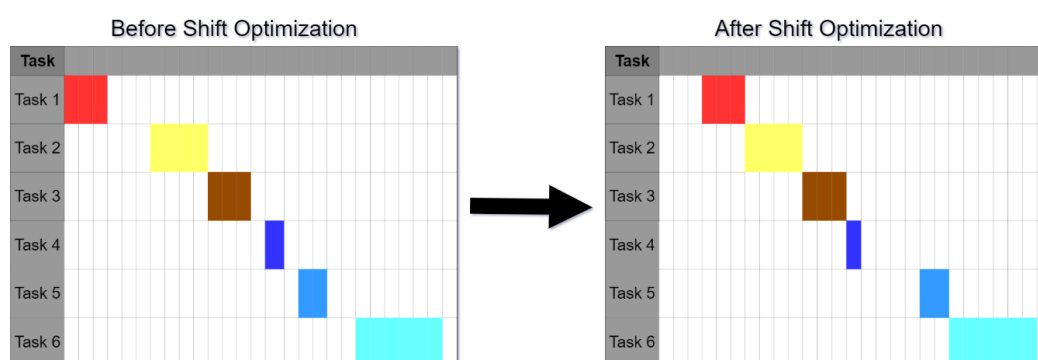 Before Shift Optimization
Task
Task 1
Task 2
Task 3
Task 4
Task 5
Task 6
After Shift Optimization
Task
Task 1
Task 2
Task 3
Task 4
Task 5
Task 6